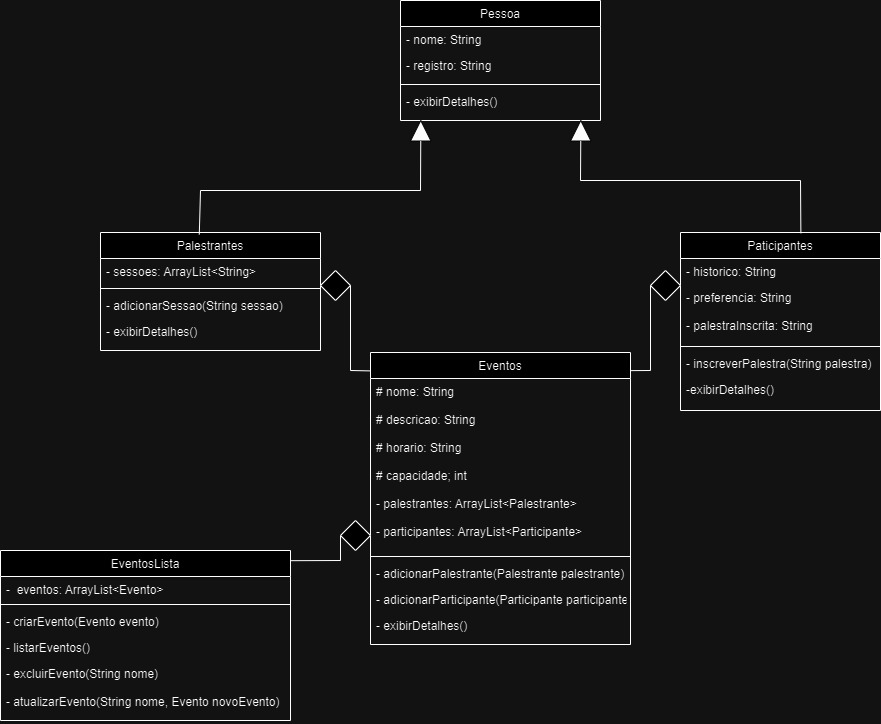 Pessoa
- nome: String
- registro: String
- exibirDetalhes()
Palestrantes
- sessoes: ArrayList<String>
- adicionarSessao(String sessao)
- exibirDetalhes()
Paticipantes
- historico: String
- preferencia: String
- palestraInscrita: String
- inscreverPalestra(String palestra)
-exibirDetalhes()
Eventos
# nome: String
# descricao: String
# horario: String
# capacidade; int
- palestrantes: ArrayList<Palestrante>
- participantes: ArrayList<Participante>
- adicionarPalestrante(Palestrante palestrante)
- adicionarParticipante(Participante participante
- exibirDetalhes()
EventosLista
- eventos: ArrayList<Evento>
- criarEvento(Evento evento)
- listarEventos()
- excluirEvento(String nome)
- atualizarEvento(String nome, Evento novoEvento)